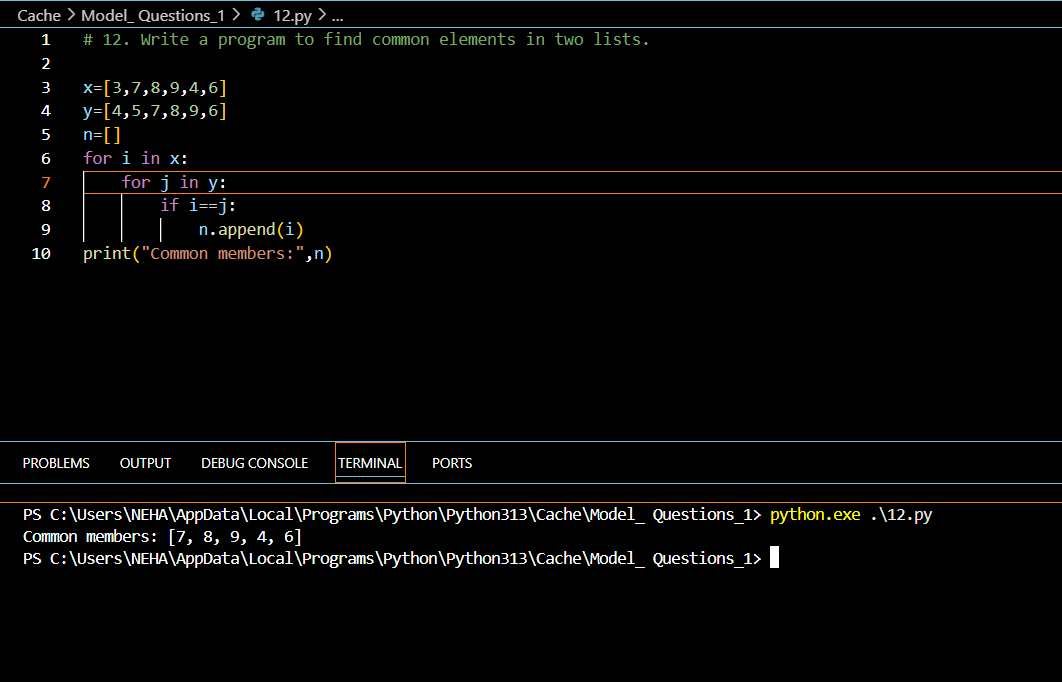 Cache > Model_ Questions_1 > 12.py > ...
1 # 12. Write a program to find common elements in two lists.
2
3 x=[3,7,8,9,4,6]
4 y=[4,5,7,8,9,6]
5 n=[]
6 for i in x:
7     for j in y:
8         if i==j:
9             n.append(i)
10 print("Common members:",n)
PROBLEMS OUTPUT DEBUG CONSOLE TERMINAL PORTS
PS C:\Users\NEHA\AppData\Local\Programs\Python\Python313\Cache\Model_ Questions_1> python.exe .\12.py
Common members: [7, 8, 9, 4, 6]
PS C:\Users\NEHA\AppData\Local\Programs\Python\Python313\Cache\Model_ Questions_1>